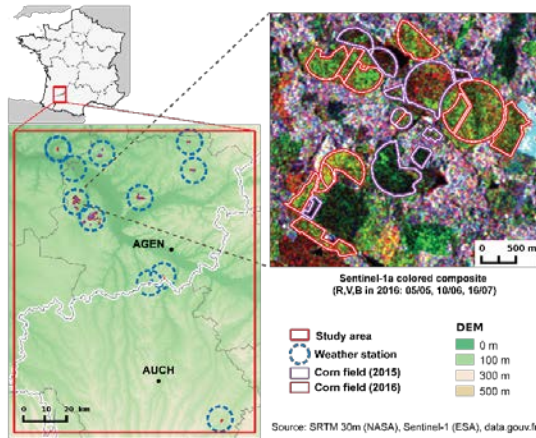 AGEN
AUCH
0 10 20 km
0 500 m
Sentinel-1a colored composite
(R,V,B in 2016: 05/05, 10/06, 16/07)
Study area
Weather station
Corn field (2015)
Corn field (2016)
DEM
0 m
100 m
300 m
500 m
Source: SRTM 30m (NASA), Sentinel-1 (ESA), data.gouv.fr